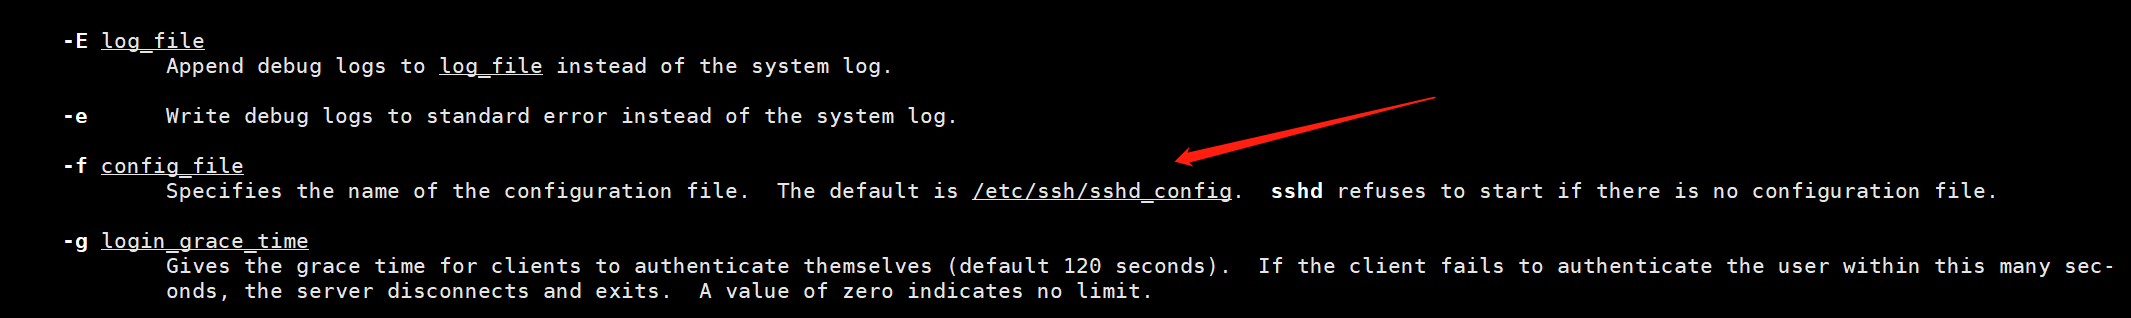 -E log_file
Append debug logs to log_file instead of the system log.
-e Write debug logs to standard error instead of the system log.
-f config_file
Specifies the name of the configuration file. The default is /etc/ssh/sshd_config. sshd refuses to start if there is no configuration file.
-g login_grace_time
Gives the grace time for clients to authenticate themselves (default 120 seconds). If the client fails to authenticate the user within this many sec-
onds, the server disconnects and exits. A value of zero indicates no limit.